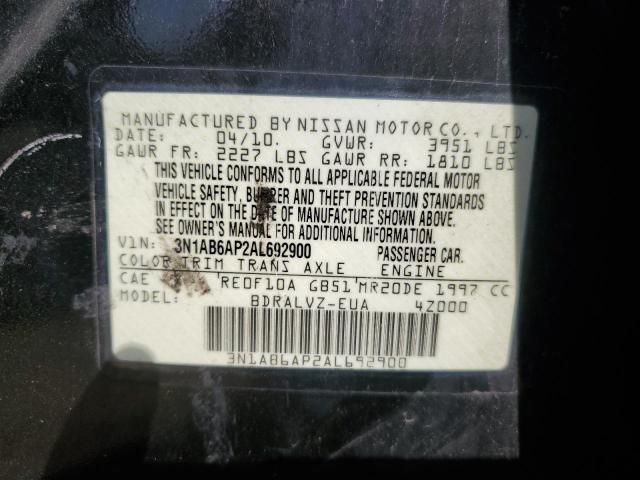 MANUFACTURED BY NISSAN MOTOR CO., LTD.
DATE: 04/10. GVWR: 3951 LBS
GAWR FR: 2227 LBS GAWR RR: 1810 LBS
THIS VEHICLE CONFORMS TO ALL APPLICABLE FEDERAL MOTOR
VEHICLE SAFETY, BUMPER AND THEFT PREVENTION STANDARDS
IN EFFECT ON THE DATE OF MANUFACTURE SHOWN ABOVE.
SEE OWNER'S MANUAL FOR ADDITIONAL INFORMATION.
VIN: 3N1AB6AP2AL692900 PASSENGER CAR.
COLOR TRIM TRANS AXLE ENGINE
CAE RE0F10A GB51 MR20DE 1997 CC
MODEL: BDRALVZ-EUA 4Z000
3N1AB6AP2AL692900